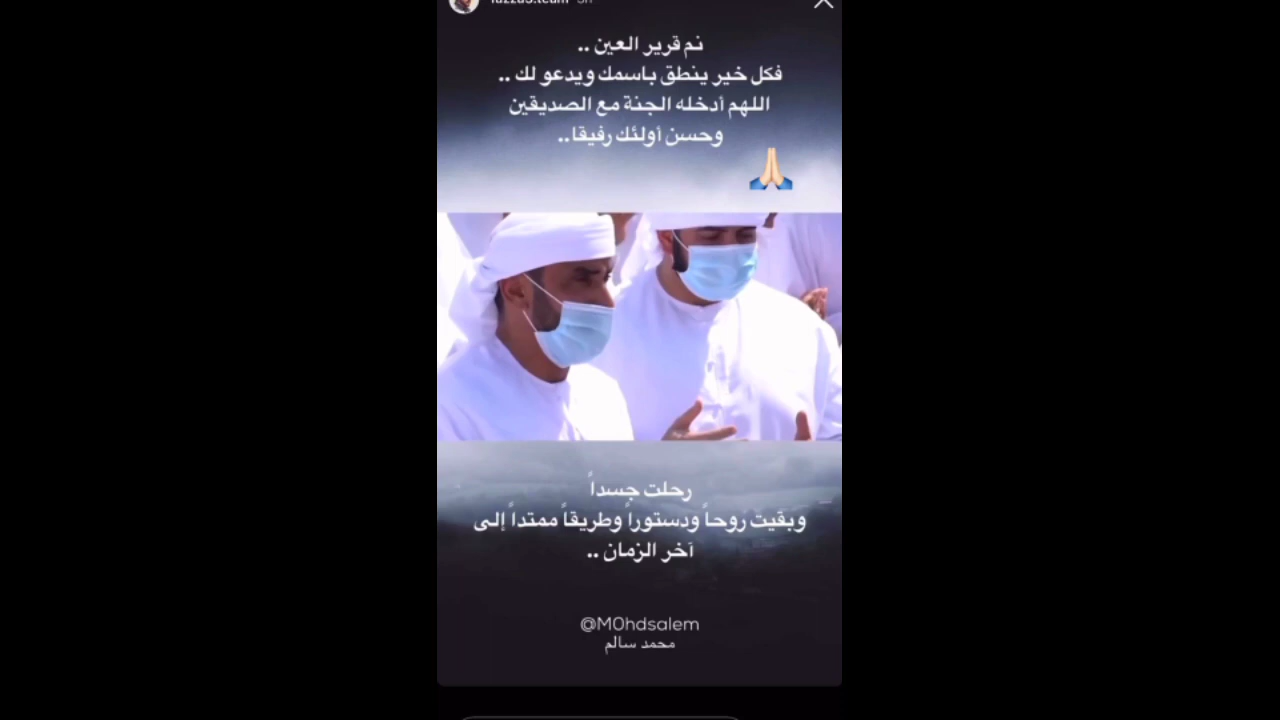 نم قرير العين ..
فكل خير ينطق باسمك ويدعو لك ..
اللهم أدخله الجنة مع الصديقين
وحسن أولئك رفيقا..
رحلت جسداً
وبقيت روحاً ودستوراً وطريقاً ممتداً إلى
آخر الزمان ..
@MOhdsalem
محمد سالم